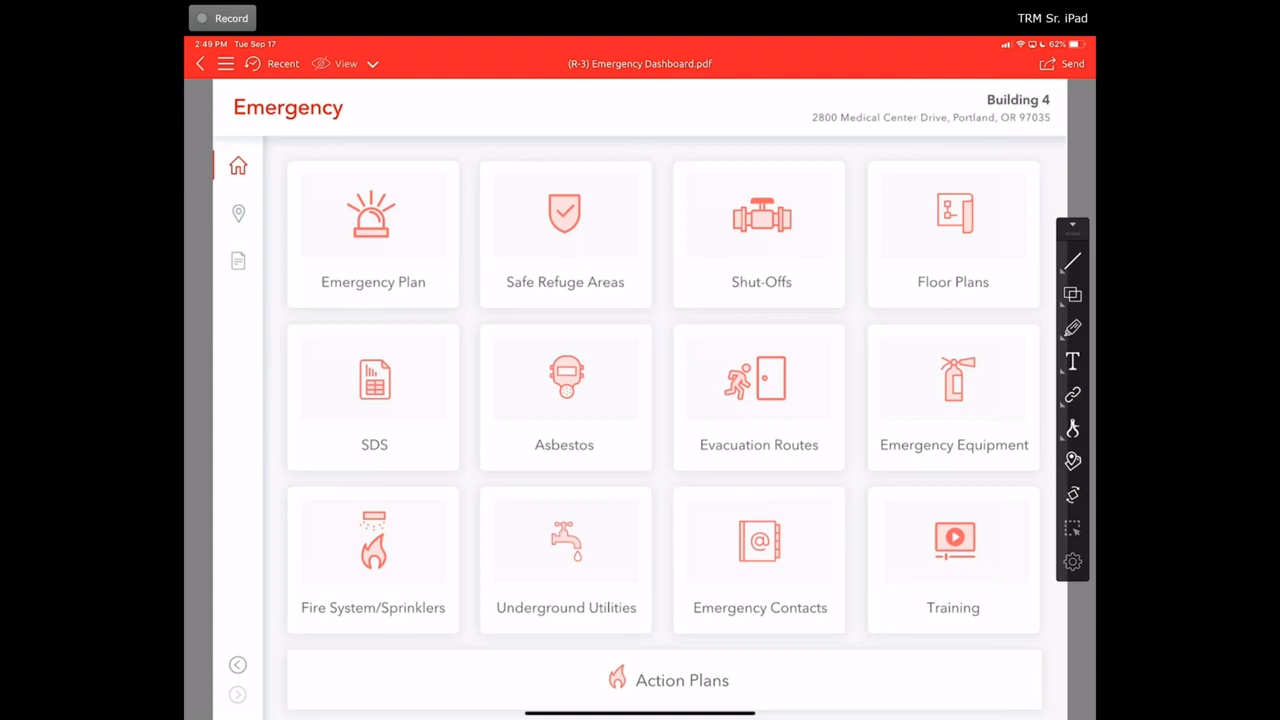 Record
TRM Sr. iPad
2:49 PM Tue Sep 17
62%
Recent
View
(R-3) Emergency Dashboard.pdf
Send
Emergency
Building 4
2800 Medical Center Drive, Portland, OR 97035
Emergency Plan
Safe Refuge Areas
Shut-Offs
Floor Plans
SDS
Asbestos
Evacuation Routes
Emergency Equipment
Fire System/Sprinklers
Underground Utilities
Emergency Contacts
Training
Action Plans